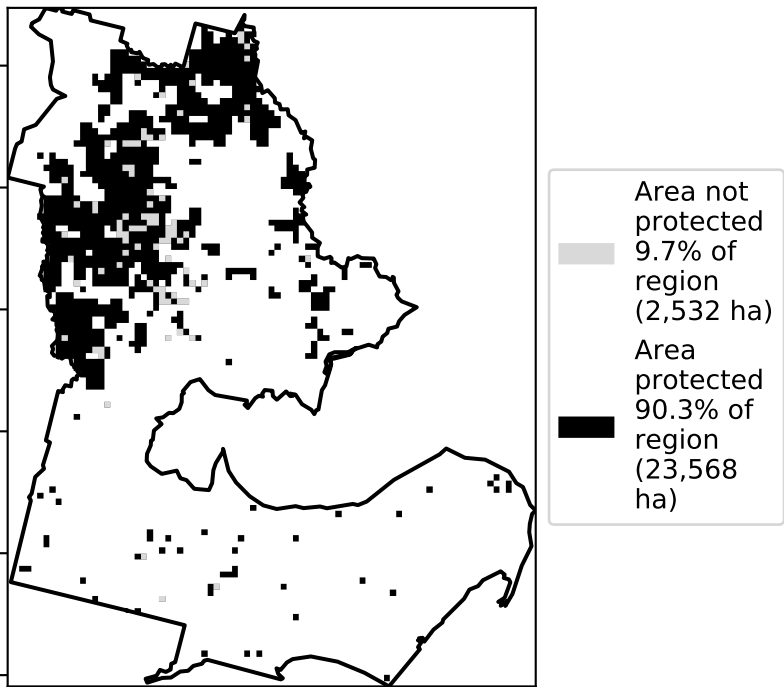 Area not
protected
9.7% of
region
(2,532 ha)
Area
protected
90.3% of
region
(23,568
ha)